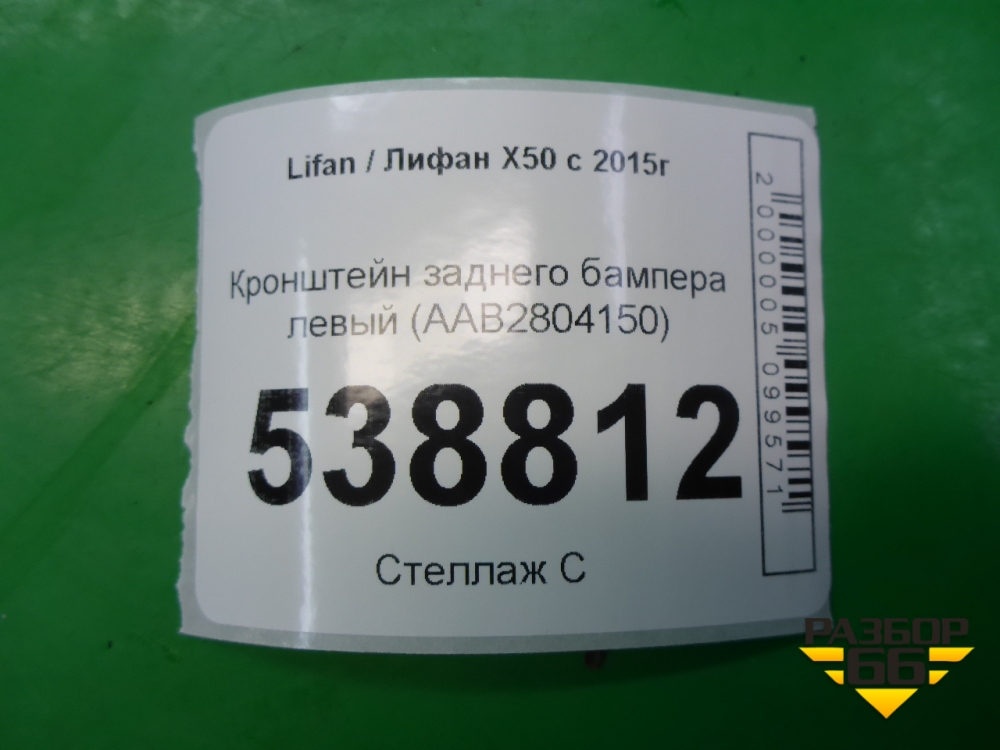 Lifan / Лифан X50 с 2015г
Кронштейн заднего бампера
левый (AAB2804150)
538812
Стеллаж С
2000005099571
РАЗБОР
66